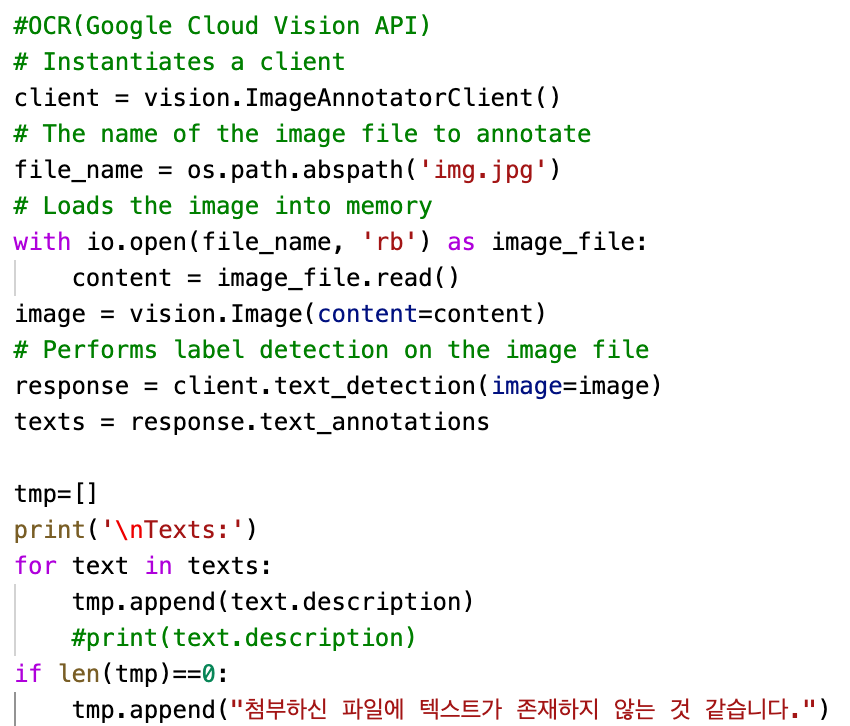 #OCR(Google Cloud Vision API)
# Instantiates a client
client = vision.ImageAnnotatorClient()
# The name of the image file to annotate
file_name = os.path.abspath('img.jpg')
# Loads the image into memory
with io.open(file_name, 'rb') as image_file:
    content = image_file.read()
image = vision.Image(content=content)
# Performs label detection on the image file
response = client.text_detection(image=image)
texts = response.text_annotations

tmp=[]
print('\nTexts:')
for text in texts:
    tmp.append(text.description)
    #print(text.description)
if len(tmp)==0:
    tmp.append("첨부하신 파일에 텍스트가 존재하지 않는 것 같습니다.")